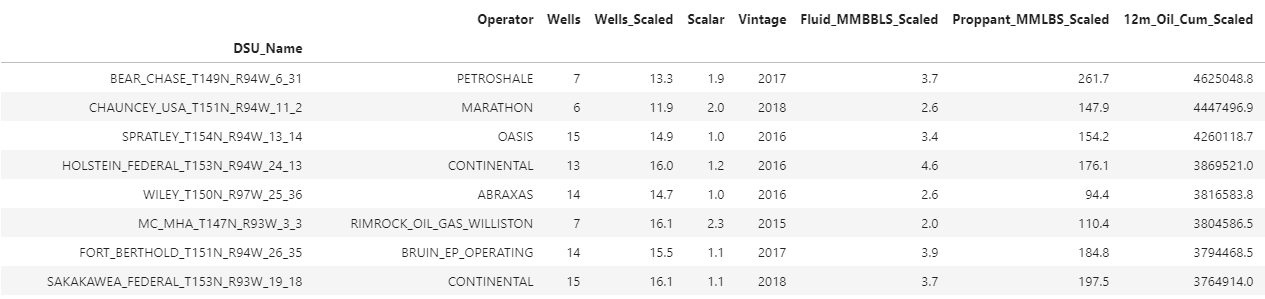 Operator Wells Wells_Scaled Scalar Vintage Fluid_MMBBLS_Scaled Proppant_MMLBS_Scaled 12m_Oil_Cum_Scaled
DSU_Name
BEAR_CHASE_T149N_R94W_6_31 PETROSHALE 7 13.3 1.9 2017 3.7 261.7 4625048.8
CHAUNCEY_USA_T151N_R94W_11_2 MARATHON 6 11.9 2.0 2018 2.6 147.9 4447496.9
SPRATLEY_T154N_R94W_13_14 OASIS 15 14.9 1.0 2016 3.4 154.2 4260118.7
HOLSTEIN_FEDERAL_T153N_R94W_24_13 CONTINENTAL 13 16.0 1.2 2016 4.6 176.1 3869521.0
WILEY_T150N_R97W_25_36 ABRAXAS 14 14.7 1.0 2016 2.6 94.4 3816583.8
MC_MHA_T147N_R93W_3_3 RIMROCK_OIL_GAS_WILLISTON 7 16.1 2.3 2015 2.0 110.4 3804586.5
FORT_BERTHOLD_T151N_R94W_26_35 BRUIN_EP_OPERATING 14 15.5 1.1 2017 3.9 184.8 3794468.5
SAKAKAWEA_FEDERAL_T153N_R93W_19_18 CONTINENTAL 15 16.1 1.1 2018 3.7 197.5 3764914.0